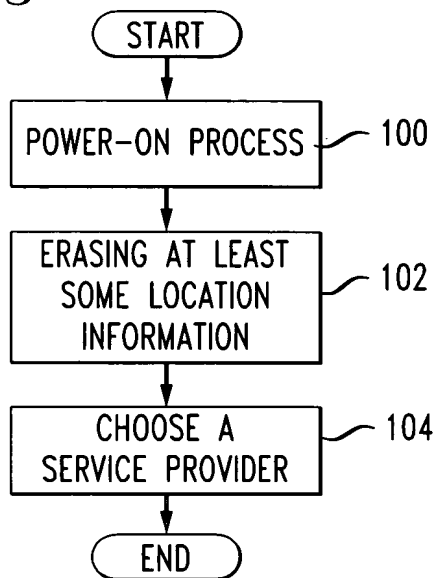 START
POWER-ON PROCESS
100
ERASING AT LEAST
SOME LOCATION
INFORMATION
102
CHOOSE A
SERVICE PROVIDER
104
END